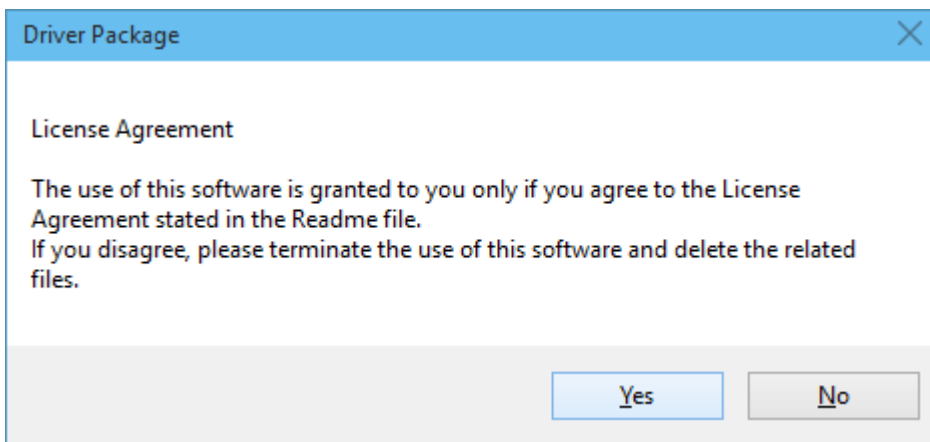 Driver Package
License Agreement
The use of this software is granted to you only if you agree to the License
Agreement stated in the Readme file.
If you disagree, please terminate the use of this software and delete the related
files.
Yes
No